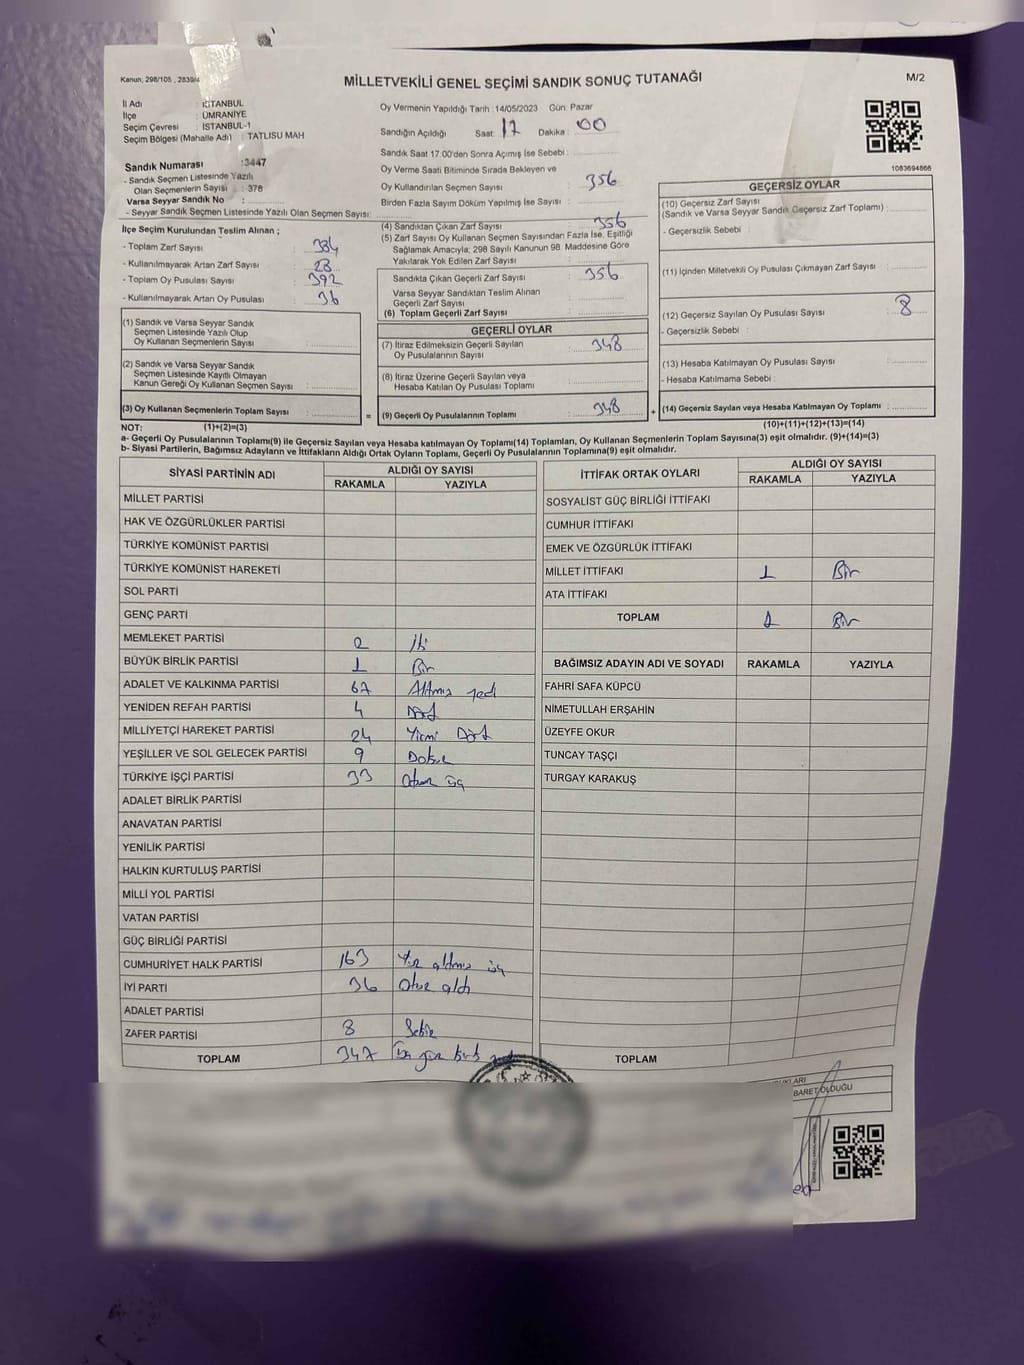 Kanun; 298/105 , 2839/4
MİLLETVEKİLİ GENEL SEÇİMİ SANDIK SONUÇ TUTANAĞI
M/2
İl Adı : İSTANBUL
İlçe : ÜMRANİYE
Seçim Çevresi : İSTANBUL-1
Seçim Bölgesi (Mahalle Adı) : TATLISU MAH
Sandık Numarası :3447
- Sandık Seçmen Listesinde Yazılı
Olan Seçmenlerin Sayısı : 378
Varsa Seyyar Sandık No :
- Seyyar Sandık Seçmen Listesinde Yazılı Olan Seçmen Sayısı:
Oy Vermenin Yapıldığı Tarih :14/05/2023 Gün: Pazar
Sandığın Açıldığı Saat: 17 Dakika : 00
Sandık Saat 17:00'den Sonra Açımış İse Sebebi :
Oy Verme Saati Bitiminde Sırada Bekleyen ve
Oy Kullandırılan Seçmen Sayısı : 356
Birden Fazla Sayım Döküm Yapılmış İse Sayısı :
1083694866
İlçe Seçim Kurulundan Teslim Alınan ;
- Toplam Zarf Sayısı : 384
- Kullanılmayarak Artan Zarf Sayısı : 28
- Toplam Oy Pusulası Sayısı : 392
- Kullanılmayarak Artan Oy Pusulası : 36
(4) Sandıktan Çıkan Zarf Sayısı : 356
(5) Zarf Sayısı Oy Kullanan Seçmen Sayısından Fazla İse, Eşitliği
Sağlamak Amacıyla; 298 Sayılı Kanunun 98. Maddesine Göre
Yakılarak Yok Edilen Zarf Sayısı :
Sandıkta Çıkan Geçerli Zarf Sayısı : 356
Varsa Seyyar Sandıktan Teslim Alınan
Geçerli Zarf Sayısı :
(6) Toplam Geçerli Zarf Sayısı :
GEÇERSİZ OYLAR
(10) Geçersiz Zarf Sayısı
(Sandık ve Varsa Seyyar Sandık Geçersiz Zarf Toplamı) :
- Geçersizlik Sebebi :
(11) İçinden Milletvekili Oy Pusulası Çıkmayan Zarf Sayısı :
(12) Geçersiz Sayılan Oy Pusulası Sayısı : 8
- Geçersizlik Sebebi :
(13) Hesaba Katılmayan Oy Pusulası Sayısı :
- Hesaba Katılmama Sebebi :
(14) Geçersiz Sayılan veya Hesaba Katılmayan Oy Toplamı :
(10)+(11)+(12)+(13)=(14)
(1) Sandık ve Varsa Seyyar Sandık
Seçmen Listesinde Yazılı Olup
Oy Kullanan Seçmenlerin Sayısı :
(2) Sandık ve Varsa Seyyar Sandık
Seçmen Listesinde Kayıtlı Olmayan
Kanun Gereği Oy Kullanan Seçmen Sayısı :
(3) Oy Kullanan Seçmenlerin Toplam Sayısı :
=
GEÇERLİ OYLAR
(7) İtiraz Edilmeksizin Geçerli Sayılan
Oy Pusulalarının Sayısı : 348
(8) İtiraz Üzerine Geçerli Sayılan veya
Hesaba Katılan Oy Pusulası Toplamı :
(9) Geçerli Oy Pusulalarının Toplamı : 348
+
NOT: (1)+(2)=(3)
a- Geçerli Oy Pusulalarının Toplamı(9) ile Geçersiz Sayılan veya Hesaba katılmayan Oy Toplamı(14) Toplamları, Oy Kullanan Seçmenlerin Toplam Sayısına(3) eşit olmalıdır. (9)+(14)=(3)
b- Siyasi Partilerin, Bağımsız Adayların ve İttifakların Aldığı Ortak Oyların Toplamı, Geçerli Oy Pusulalarının Toplamına(9) eşit olmalıdır.
SİYASİ PARTİNİN ADI ALDIĞI OY SAYISI
RAKAMLA YAZIYLA
MİLLET PARTİSİ
HAK VE ÖZGÜRLÜKLER PARTİSİ
TÜRKİYE KOMÜNİST PARTİSİ
TÜRKİYE KOMÜNİST HAREKETİ
SOL PARTİ
GENÇ PARTİ
MEMLEKET PARTİSİ 2 İki
BÜYÜK BİRLİK PARTİSİ 1 Bir
ADALET VE KALKINMA PARTİSİ 67 Altmış yedi
YENİDEN REFAH PARTİSİ 4 Dört
MİLLİYETÇİ HAREKET PARTİSİ 24 Yirmi Dört
YEŞİLLER VE SOL GELECEK PARTİSİ 9 Dokuz
TÜRKİYE İŞÇİ PARTİSİ 33 Otuz üç
ADALET BİRLİK PARTİSİ
ANAVATAN PARTİSİ
YENİLİK PARTİSİ
HALKIN KURTULUŞ PARTİSİ
MİLLİ YOL PARTİSİ
VATAN PARTİSİ
GÜÇ BİRLİĞİ PARTİSİ
CUMHURİYET HALK PARTİSİ 163 Yüz altmış üç
İYİ PARTİ 36 Otuz altı
ADALET PARTİSİ
ZAFER PARTİSİ 8 Sekiz
TOPLAM 347 Üç yüz kırk
İTTİFAK ORTAK OYLARI ALDIĞI OY SAYISI
RAKAMLA YAZIYLA
SOSYALİST GÜÇ BİRLİĞİ İTTİFAKI
CUMHUR İTTİFAKI
EMEK VE ÖZGÜRLÜK İTTİFAKI
MİLLET İTTİFAKI 1 Bir
ATA İTTİFAKI
TOPLAM 1 Bir
BAĞIMSIZ ADAYIN ADI VE SOYADI RAKAMLA YAZIYLA
FAHRİ SAFA KÜPCÜ
NİMETULLAH ERŞAHİN
ÜZEYFE OKUR
TUNCAY TAŞÇI
TURGAY KARAKUŞ
TOPLAM
BARET OLDUĞU